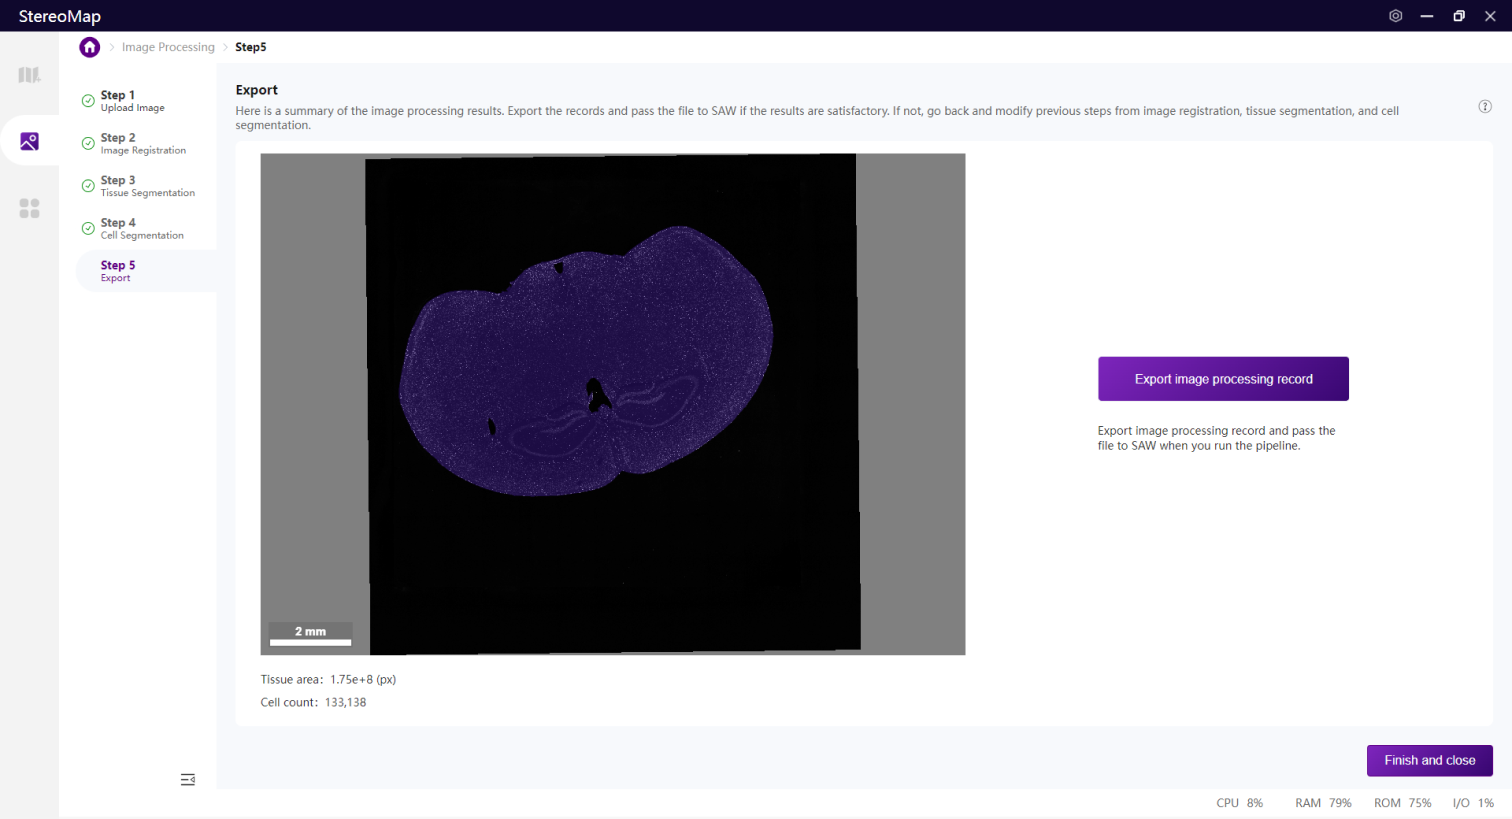 StereoMap
Image Processing > Step5
Step 1
Upload Image
Step 2
Image Registration
Step 3
Tissue Segmentation
Step 4
Cell Segmentation
Step 5
Export
Export
Here is a summary of the image processing results. Export the records and pass the file to SAW if the results are satisfactory. If not, go back and modify previous steps from image registration, tissue segmentation, and cell
segmentation.
2 mm
Tissue area: 1.75e+8 (px)
Cell count: 133,138
Export image processing record
Export image processing record and pass the
file to SAW when you run the pipeline.
Finish and close
CPU 8% RAM 79% ROM 75% I/O 1%